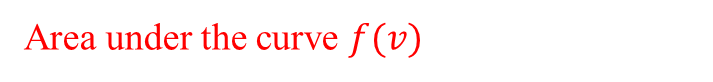 Area under the curve 𝑓(𝑣)